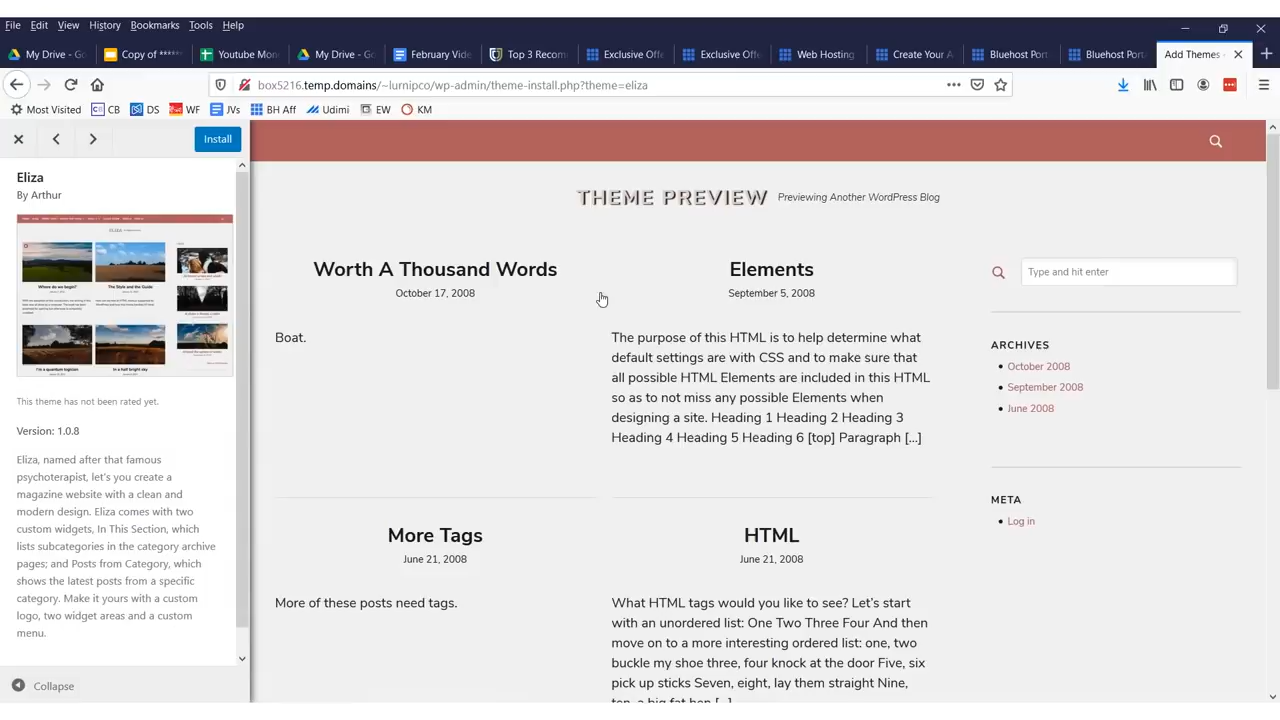 File Edit View History Bookmarks Tools Help
My Drive - Go
Copy of *****
Youtube Mon
My Drive - Go
February Vide
Top 3 Recom
Exclusive Offe
Exclusive Offe
Web Hosting
Create Your A
Bluehost Port
Bluehost Port
Add Themes
box5216.temp.domains/~lurnipco/wp-admin/theme-install.php?theme=eliza
Most Visited CB DS WF JVs BH Aff Udimi EW KM
Install
Eliza
By Arthur
This theme has not been rated yet.
Version: 1.0.8
Eliza, named after that famous
psychoterapist, let's you create a
magazine website with a clean and
modern design. Eliza comes with two
custom widgets, In This Section, which
lists subcategories in the category archive
pages; and Posts from Category, which
shows the latest posts from a specific
category. Make it yours with a custom
logo, two widget areas and a custom
menu.
Collapse
THEME PREVIEW Previewing Another WordPress Blog
Worth A Thousand Words
October 17, 2008
Boat.
Elements
September 5, 2008
The purpose of this HTML is to help determine what
default settings are with CSS and to make sure that
all possible HTML Elements are included in this HTML
so as to not miss any possible Elements when
designing a site. Heading 1 Heading 2 Heading 3
Heading 4 Heading 5 Heading 6 [top] Paragraph […]
More Tags
June 21, 2008
More of these posts need tags.
HTML
June 21, 2008
What HTML tags would you like to see? Let's start
with an unordered list: One Two Three Four And then
move on to a more interesting ordered list: one, two
buckle my shoe three, four knock at the door Five, six
pick up sticks Seven, eight, lay them straight Nine,
ten, a big fat hen […]
Type and hit enter
ARCHIVES
October 2008
September 2008
June 2008
META
Log in